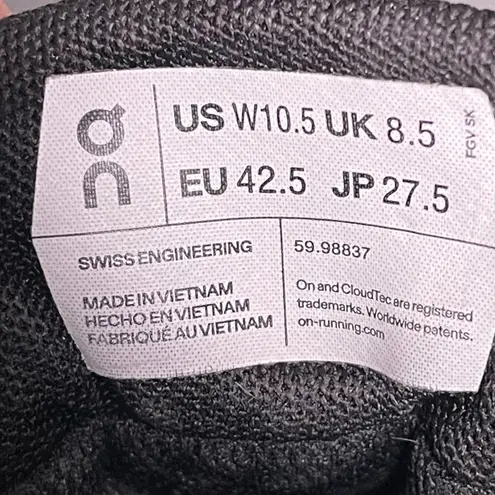 US W10.5 UK 8.5
EU 42.5 JP 27.5
FGV SK
SWISS ENGINEERING
59.98837
MADE IN VIETNAM
HECHO EN VIETNAM
FABRIQUÉ AU VIETNAM
On and CloudTec are registered
trademarks. Worldwide patents.
on-running.com